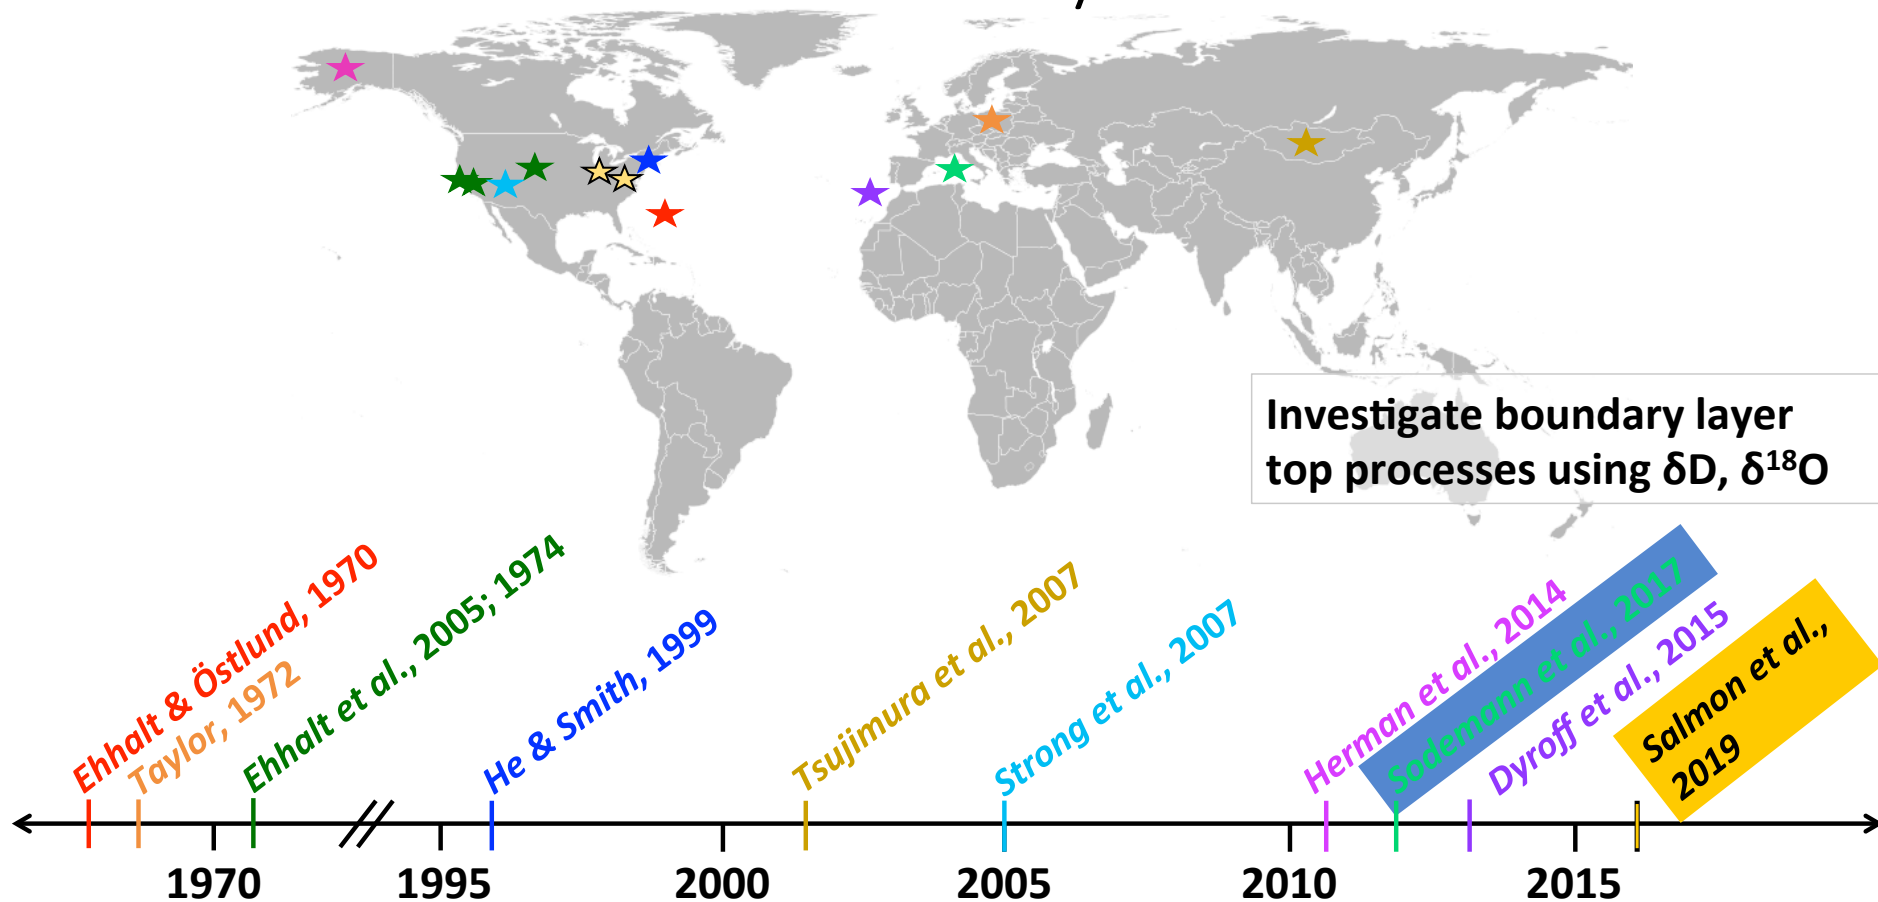 Investigate boundary layer
top processes using δD, δ¹⁸O
Ehhalt & Östlund, 1970
Taylor, 1972
Ehhalt et al., 2005; 1974
He & Smith, 1999
Tsujimura et al., 2007
Strong et al., 2007
Herman et al., 2014
Sodemann et al., 2017
Dyroff et al., 2015
Salmon et al.,
2019
1970
1995
2000
2005
2010
2015